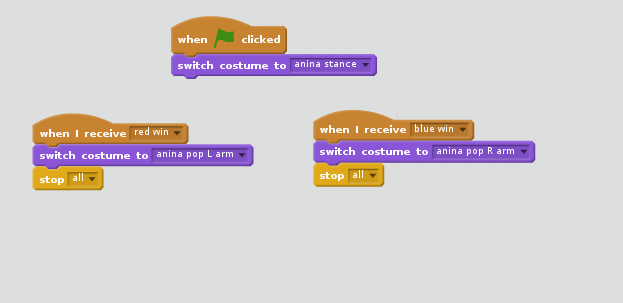 when clicked
switch costume to anina stance
when I receive red win
switch costume to anina pop L arm
stop all
when I receive blue win
switch costume to anina pop R arm
stop all